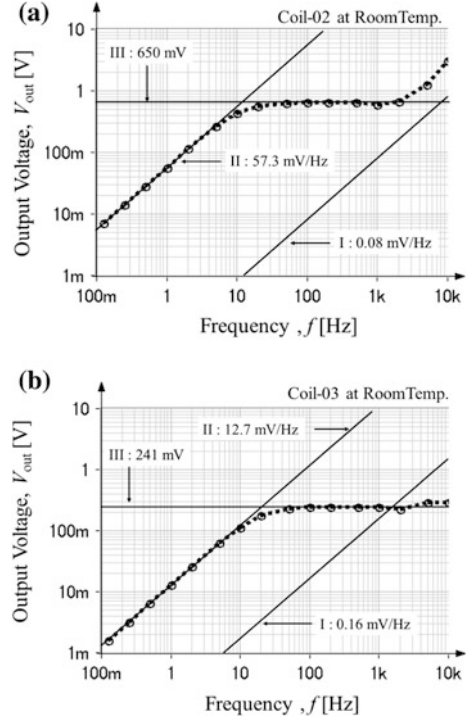 (a)
Coil-02 at RoomTemp.
10
III : 650 mV
1
II : 57.3 mV/Hz
100m
10m
I : 0.08 mV/Hz
1m
100m 1 10 100 1k 10k
Output Voltage, Vout [V]
Frequency , f [Hz]
(b)
Coil-03 at RoomTemp.
10
II : 12.7 mV/Hz
III : 241 mV
1
100m
10m
I : 0.16 mV/Hz
1m
100m 1 10 100 1k 10k
Output Voltage, Vout [V]
Frequency , f [Hz]